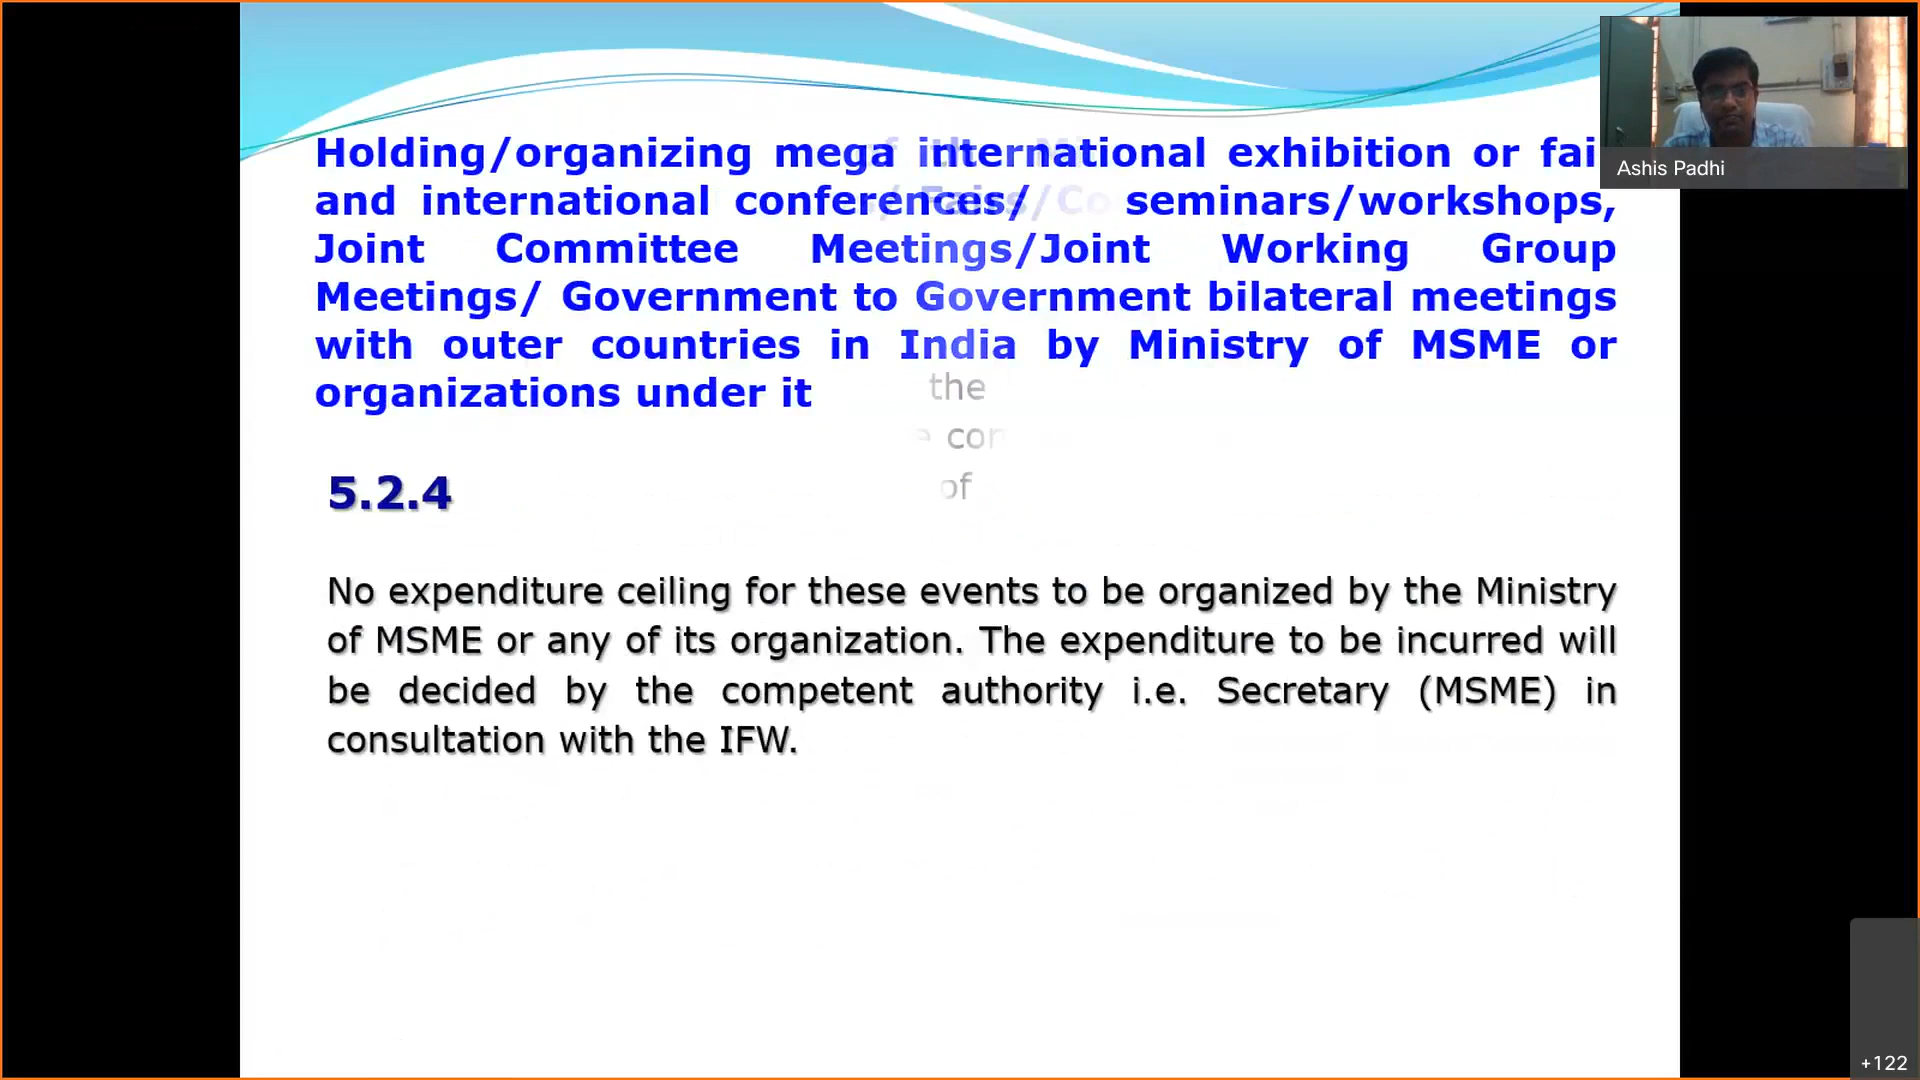 Holding/organizing mega international exhibition or fai
and international conferences/ seminars/workshops,
Joint Committee Meetings/Joint Working Group
Meetings/ Government to Government bilateral meetings
with outer countries in India by Ministry of MSME or
organizations under it
the
of
5.2.4
No expenditure ceiling for these events to be organized by the Ministry
of MSME or any of its organization. The expenditure to be incurred will
be decided by the competent authority i.e. Secretary (MSME) in
consultation with the IFW.
Ashis Padhi
+122